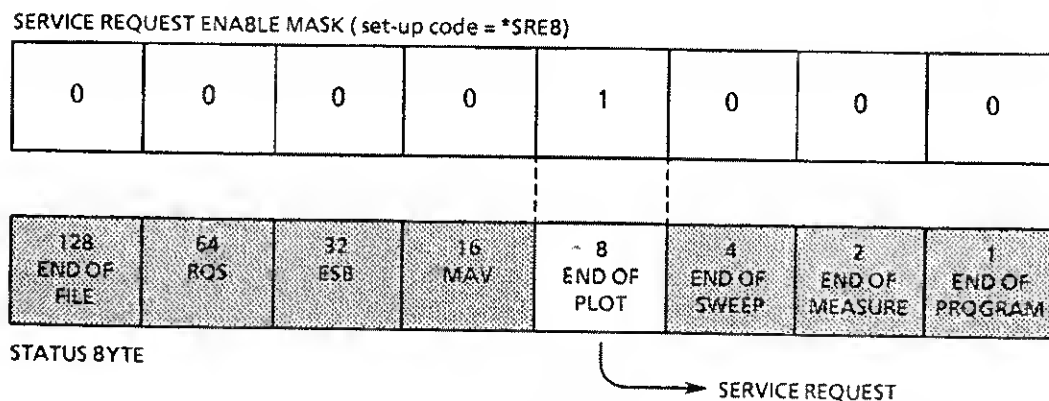 SERVICE REQUEST ENABLE MASK ( set-up code = *SRE8)
0 0 0 0 1 0 0 0
128 64 32 16 8 4 2 1
END OF FILE RQS ESB MAV END OF PLOT END OF SWEEP END OF MEASURE END OF PROGRAM
STATUS BYTE
SERVICE REQUEST